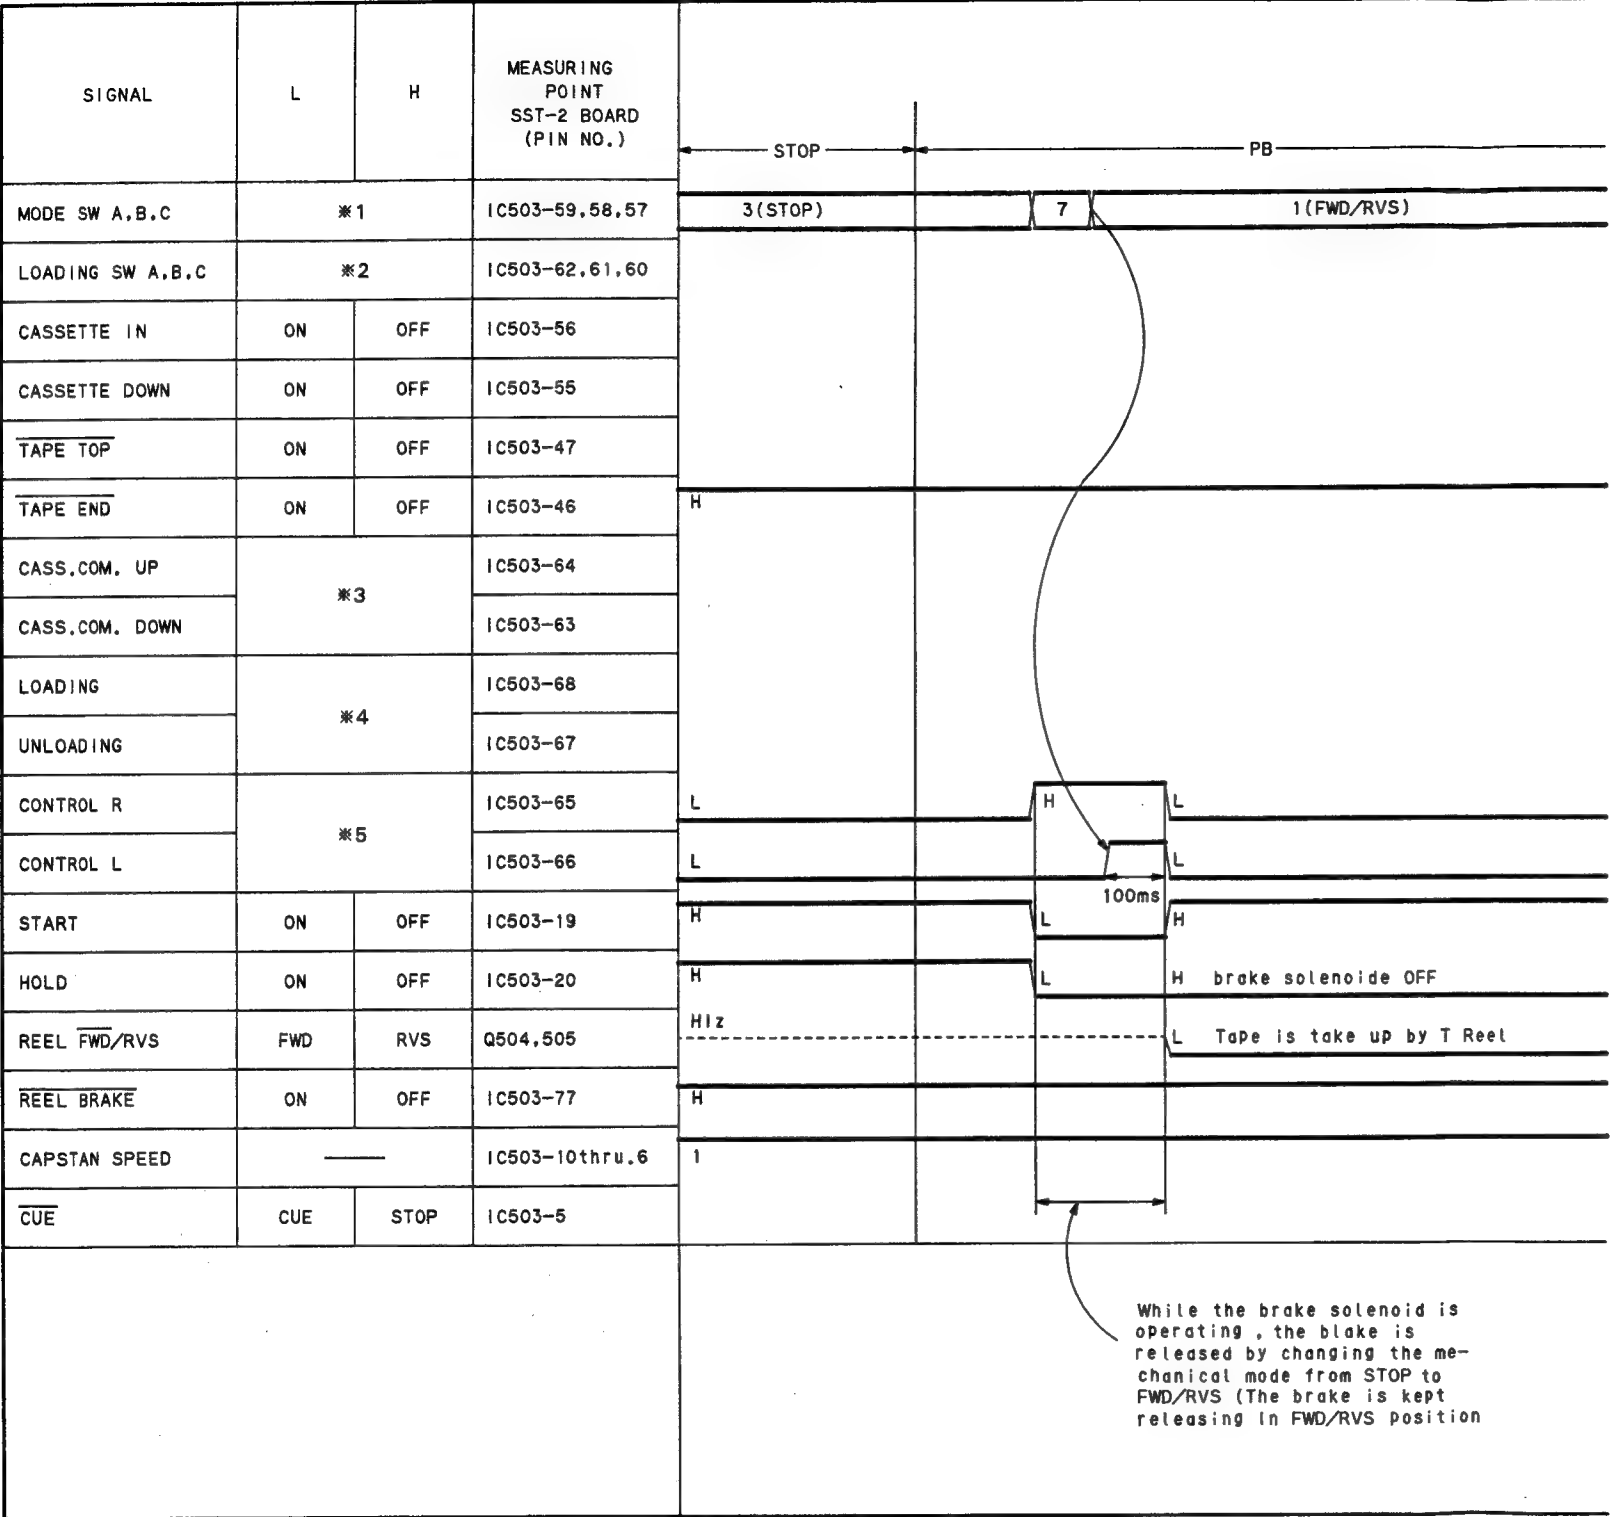 SIGNAL L H MEASURING
POINT
SST-2 BOARD
(PIN NO.)
STOP PB
MODE SW A.B.C ※1 IC503-59.58.57 3(STOP) 7 1(FWD/RVS)
LOADING SW A.B.C ※2 IC503-62.61.60
CASSETTE IN ON OFF IC503-56
CASSETTE DOWN ON OFF IC503-55
TAPE TOP ON OFF IC503-47
TAPE END ON OFF IC503-46 H
CASS.COM. UP IC503-64
※3
CASS.COM. DOWN IC503-63
LOADING IC503-68
※4
UNLOADING IC503-67
CONTROL R IC503-65 L H L
※5
CONTROL L IC503-66 L L
100ms
START ON OFF IC503-19 H L H
HOLD ON OFF IC503-20 H L H brake solenoide OFF
REEL FWD/RVS FWD RVS Q504,505 HIz L Tape is take up by T Reel
REEL BRAKE ON OFF IC503-77 H
CAPSTAN SPEED —— IC503-10thru.6 1
CUE CUE STOP IC503-5
While the brake solenoid is
operating , the blake is
released by changing the me-
chanical mode from STOP to
FWD/RVS (The brake is kept
releasing in FWD/RVS position